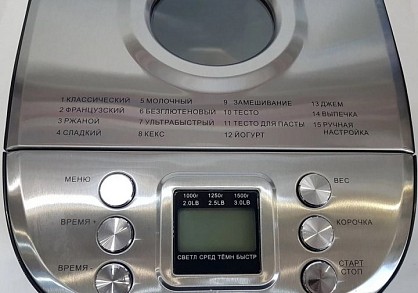 1 КЛАССИЧЕСКИЙ 5 МОЛОЧНЫЙ 9 ЗАМЕШИВАНИЕ 13 ДЖЕМ
2 ФРАНЦУЗСКИЙ 6 БЕЗГЛЮТЕНОВЫЙ 10 ТЕСТО 14 ВЫПЕЧКА
3 РЖАНОЙ 7 УЛЬТРАБЫСТРЫЙ 11 ТЕСТО ДЛЯ ПАСТЫ 15 РУЧНАЯ
4 СЛАДКИЙ 8 КЕКС 12 ЙОГУРТ НАСТРОЙКА
МЕНЮ
ВРЕМЯ +
ВРЕМЯ -
1000г 1250г 1500г
2.0LB 2.5LB 3.0LB
СВЕТЛ СРЕД ТЁМН БЫСТР
ВЕС
КОРОЧКА
СТАРТ
СТОП